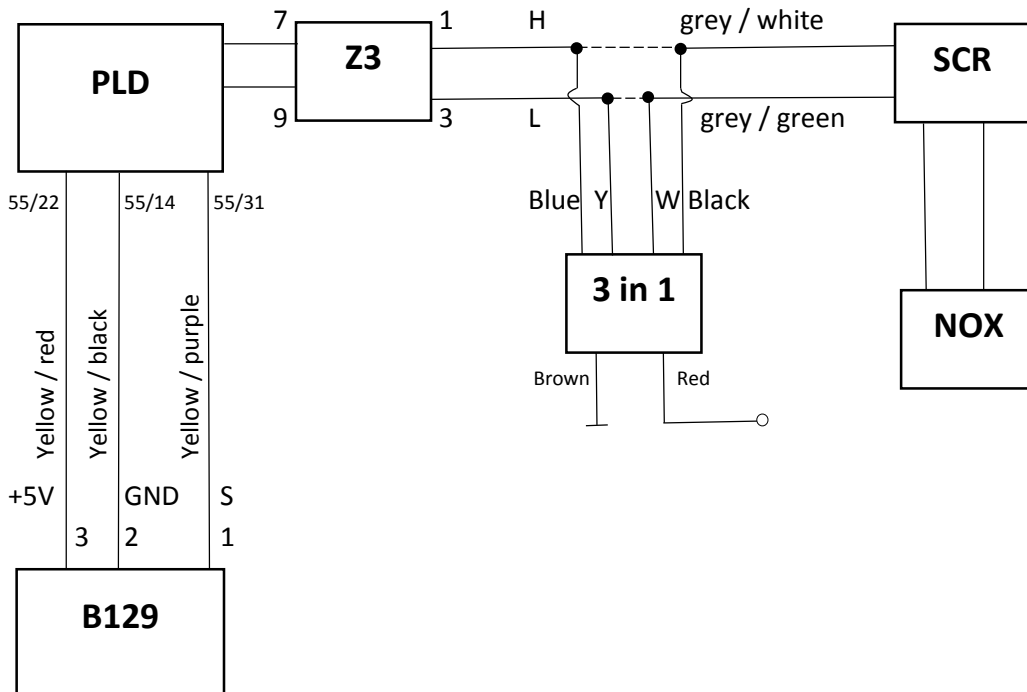 7
1
H
grey / white
PLD
Z3
SCR
9
3
L
grey / green
55/22
55/14
55/31
Blue
Y
W
Black
3 in 1
NOX
Brown
Red
Yellow / red
Yellow / black
Yellow / purple
+5V
GND
S
3
2
1
B129